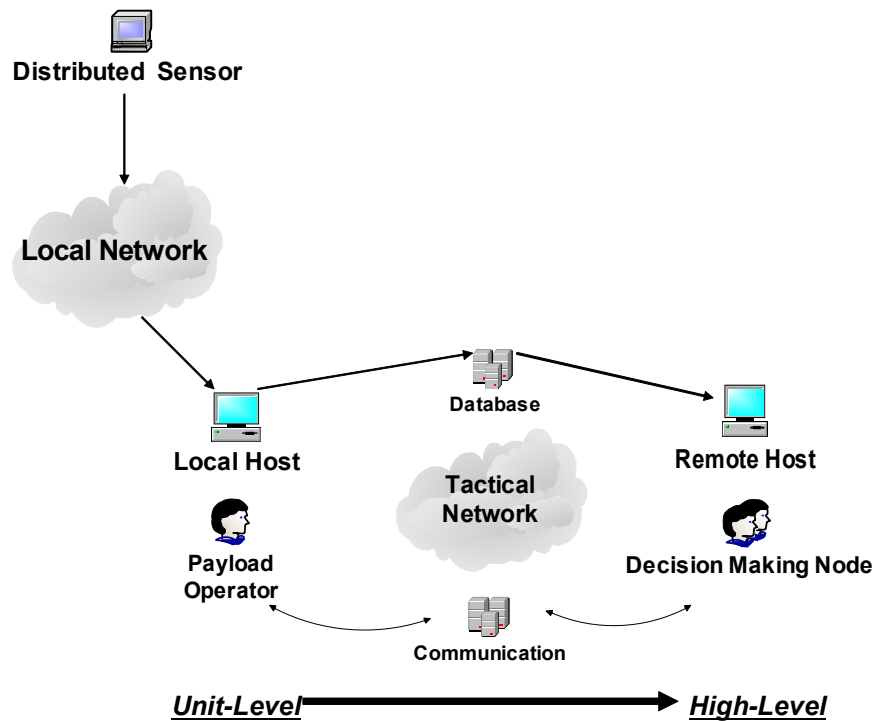 Distributed Sensor
Local Network
Database
Local Host
Remote Host
Tactical
Network
Payload
Operator
Decision Making Node
Communication
Unit-Level
High-Level